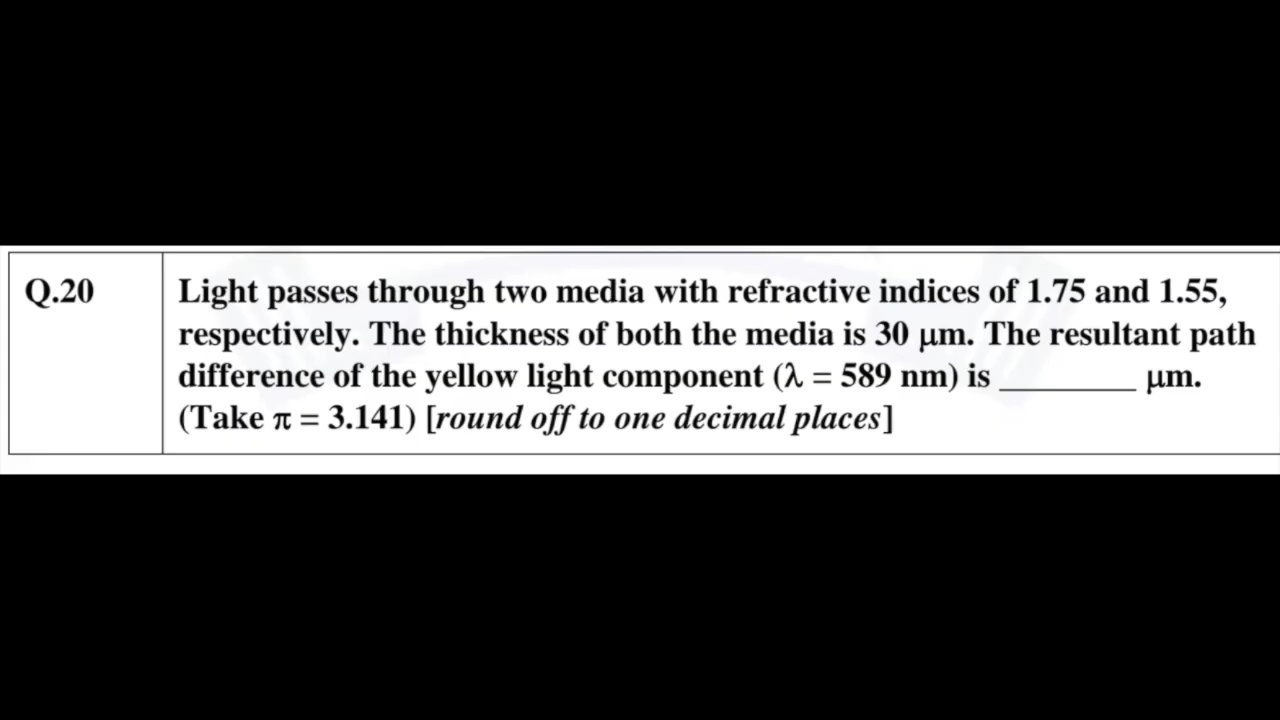 Q.20
Light passes through two media with refractive indices of 1.75 and 1.55,
respectively. The thickness of both the media is 30 μm. The resultant path
difference of the yellow light component (λ = 589 nm) is _________ μm.
(Take π = 3.141) [round off to one decimal places]